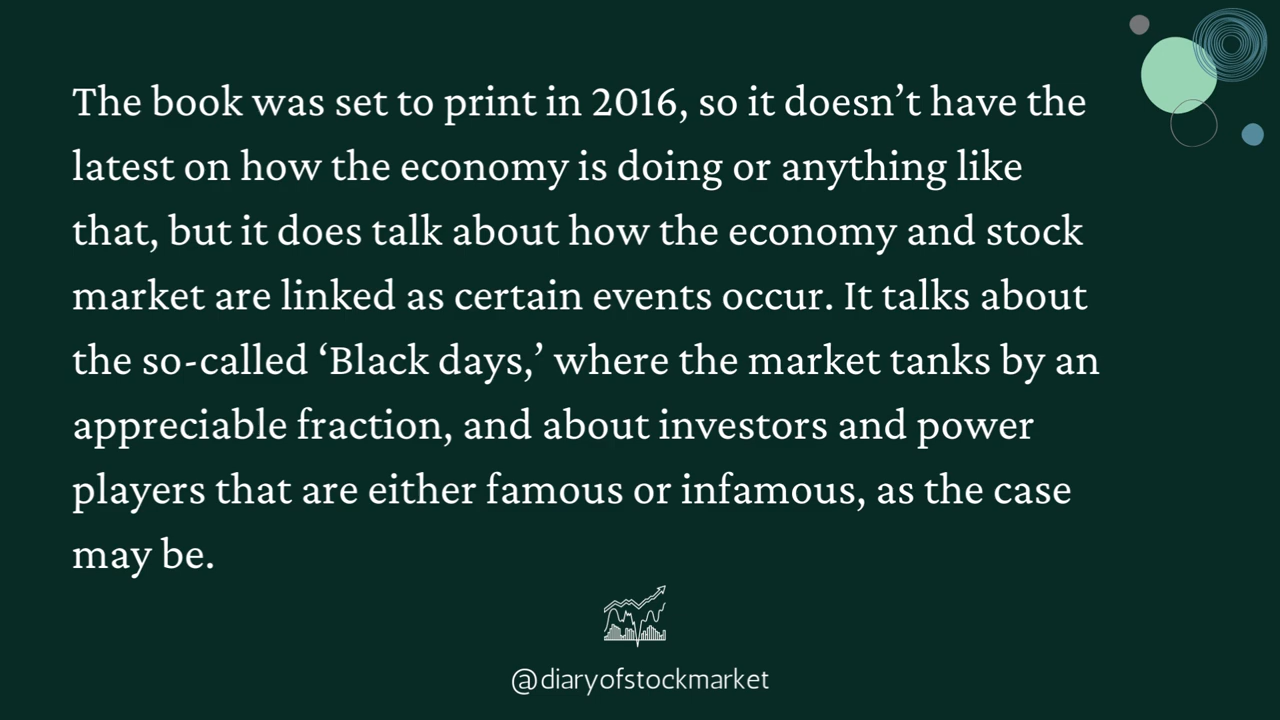 The book was set to print in 2016, so it doesn’t have the
latest on how the economy is doing or anything like
that, but it does talk about how the economy and stock
market are linked as certain events occur. It talks about
the so-called ‘Black days,’ where the market tanks by an
appreciable fraction, and about investors and power
players that are either famous or infamous, as the case
may be.
@diaryofstockmarket